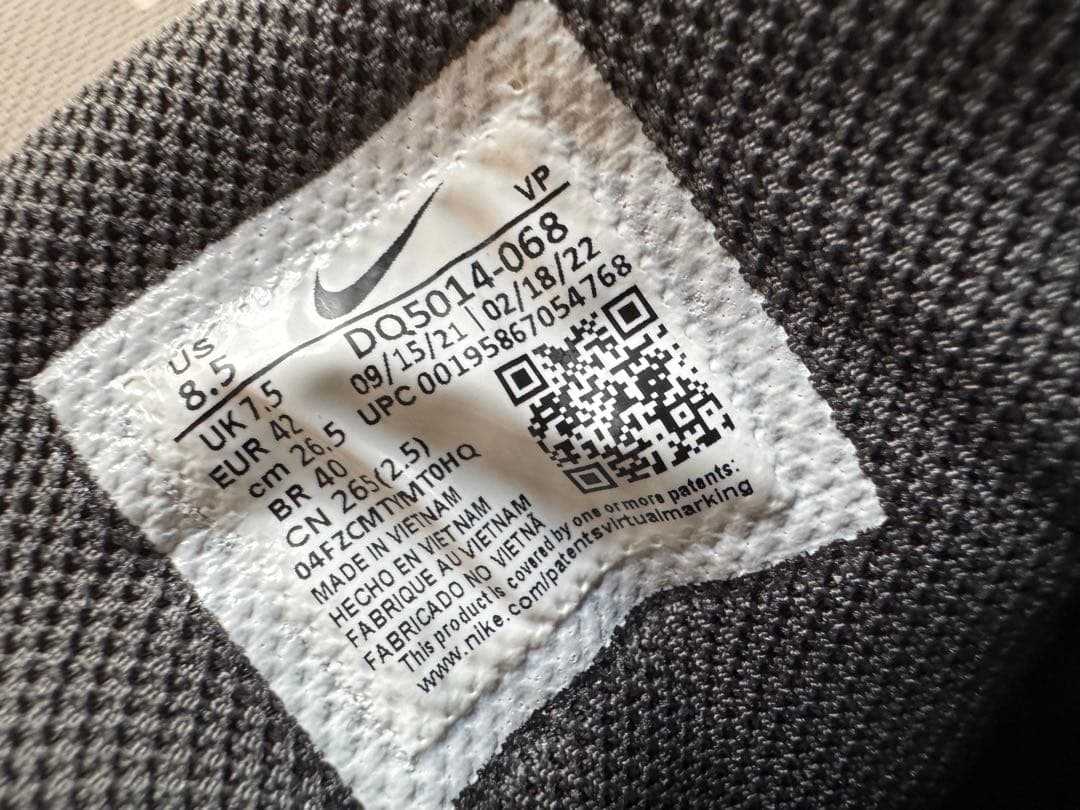 VP
US
8.5
DQ5014-068
09/15/21 | 02/18/22
UPC 00195867054768
UK 7.5
EUR 42
cm 26.5
BR 40
CN 265(2.5)
04FZCMTYMT0HQ
MADE IN VIETNAM
HECHO EN VIETNAM
FABRIQUE AU VIETNAM
FABRICADO NO VIETNÃ
This product is covered by one or more patents:
www.nike.com/patentsvirtualmarking